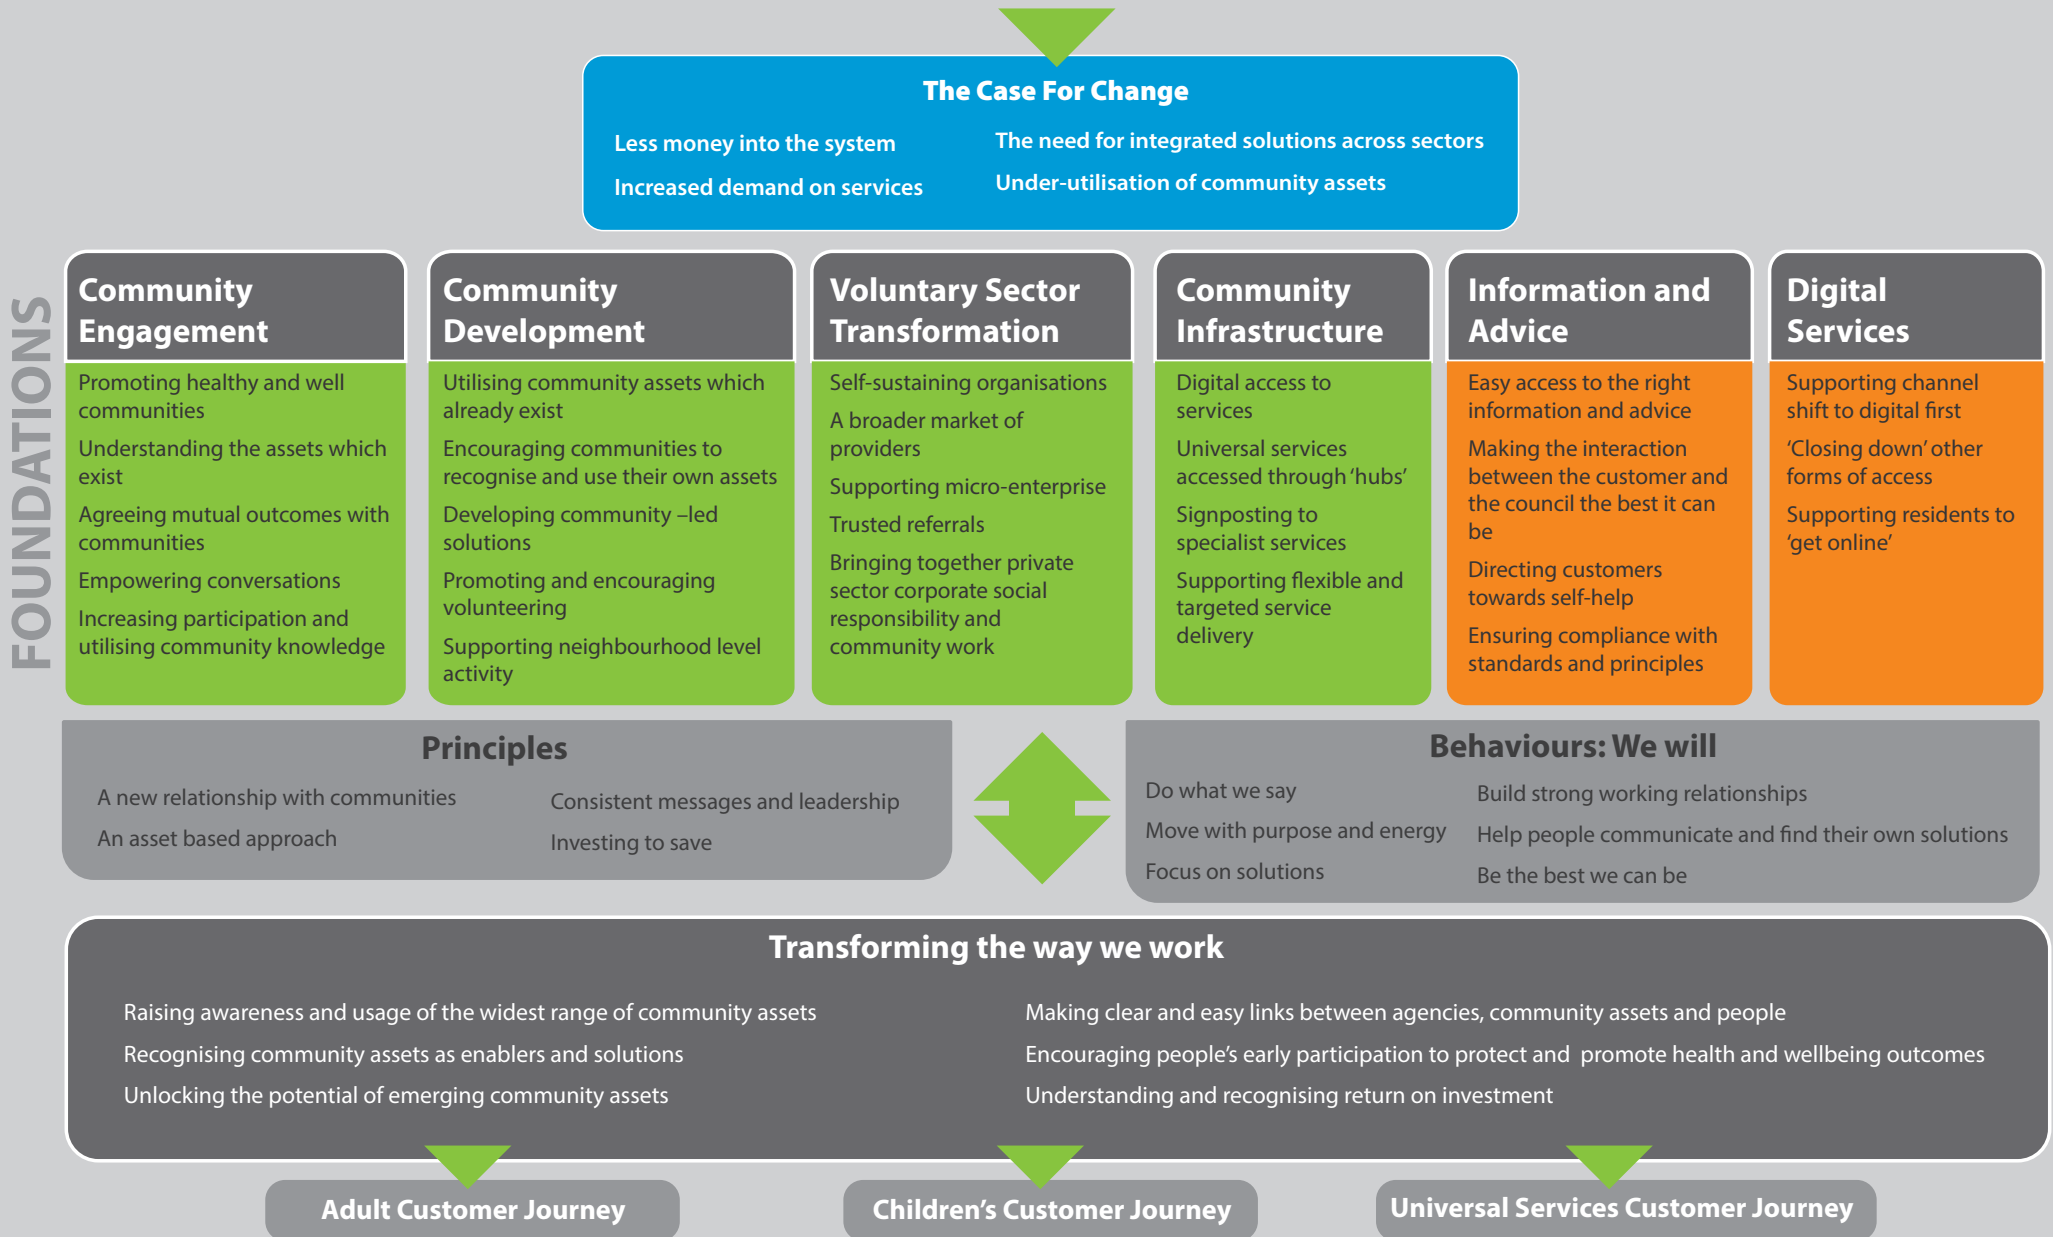 The Case For Change
Less money into the system
Increased demand on services
The need for integrated solutions across sectors
Under-utilisation of community assets
FOUNDATIONS
Community
Engagement
Promoting healthy and well
communities
Understanding the assets which
exist
Agreeing mutual outcomes with
communities
Empowering conversations
Increasing participation and
utilising community knowledge
Community
Development
Utilising community assets which
already exist
Encouraging communities to
recognise and use their own assets
Developing community –led
solutions
Promoting and encouraging
volunteering
Supporting neighbourhood level
activity
Voluntary Sector
Transformation
Self-sustaining organisations
A broader market of
providers
Supporting micro-enterprise
Trusted referrals
Bringing together private
sector corporate social
responsibility and
community work
Community
Infrastructure
Digital access to
services
Universal services
accessed through ‘hubs’
Signposting to
specialist services
Supporting flexible and
targeted service
delivery
Information and
Advice
Easy access to the right
information and advice
Making the interaction
between the customer and
the council the best it can
be
Directing customers
towards self-help
Ensuring compliance with
standards and principles
Digital
Services
Supporting channel
shift to digital first
‘Closing down’ other
forms of access
Supporting residents to
‘get online’
Principles
A new relationship with communities
An asset based approach
Consistent messages and leadership
Investing to save
Behaviours: We will
Do what we say
Move with purpose and energy
Focus on solutions
Build strong working relationships
Help people communicate and find their own solutions
Be the best we can be
Transforming the way we work
Raising awareness and usage of the widest range of community assets
Recognising community assets as enablers and solutions
Unlocking the potential of emerging community assets
Making clear and easy links between agencies, community assets and people
Encouraging people’s early participation to protect and promote health and wellbeing outcomes
Understanding and recognising return on investment
Adult Customer Journey
Children’s Customer Journey
Universal Services Customer Journey